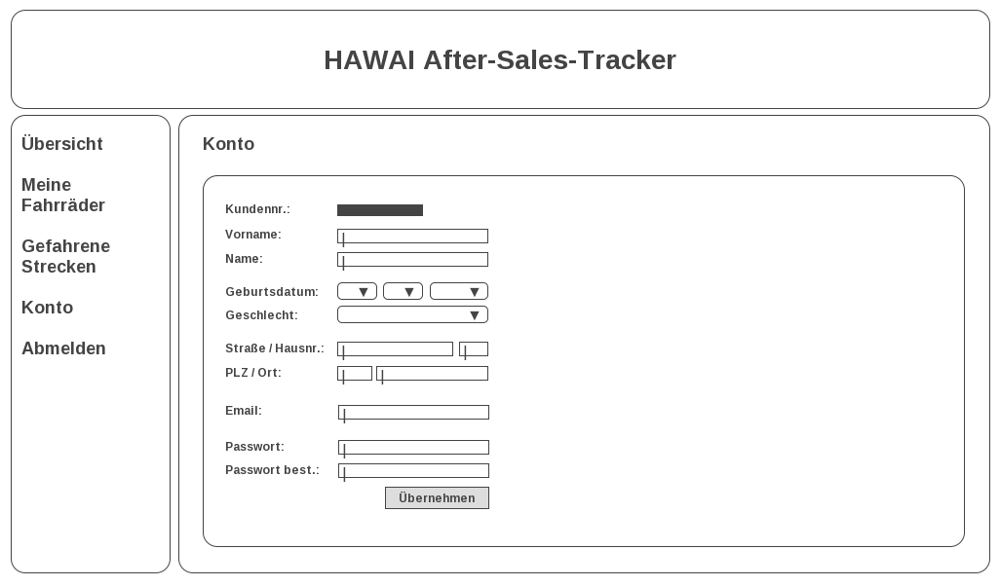 HAWAI After-Sales-Tracker
Übersicht
Meine
Fahrräder
Gefahrene
Strecken
Konto
Abmelden
Konto
Kundennr.:
Vorname:
Name:
Geburtsdatum:
Geschlecht:
Straße / Hausnr.:
PLZ / Ort:
Email:
Passwort:
Passwort best.:
Übernehmen